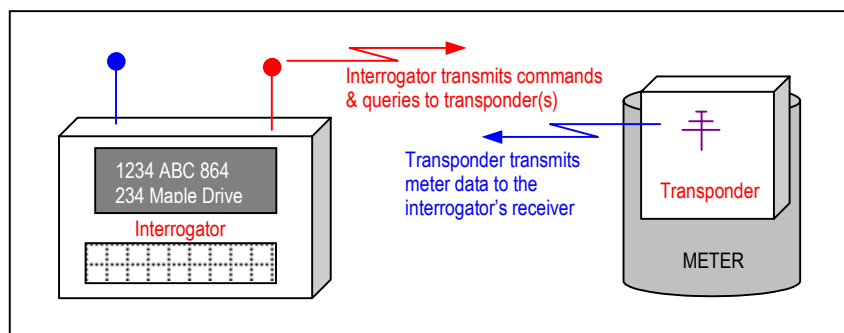 Interrogator transmits commands
& queries to transponder(s)
Transponder transmits
meter data to the
interrogator's receiver
1234 ABC 864
234 Maple Drive
Interrogator
Transponder
METER